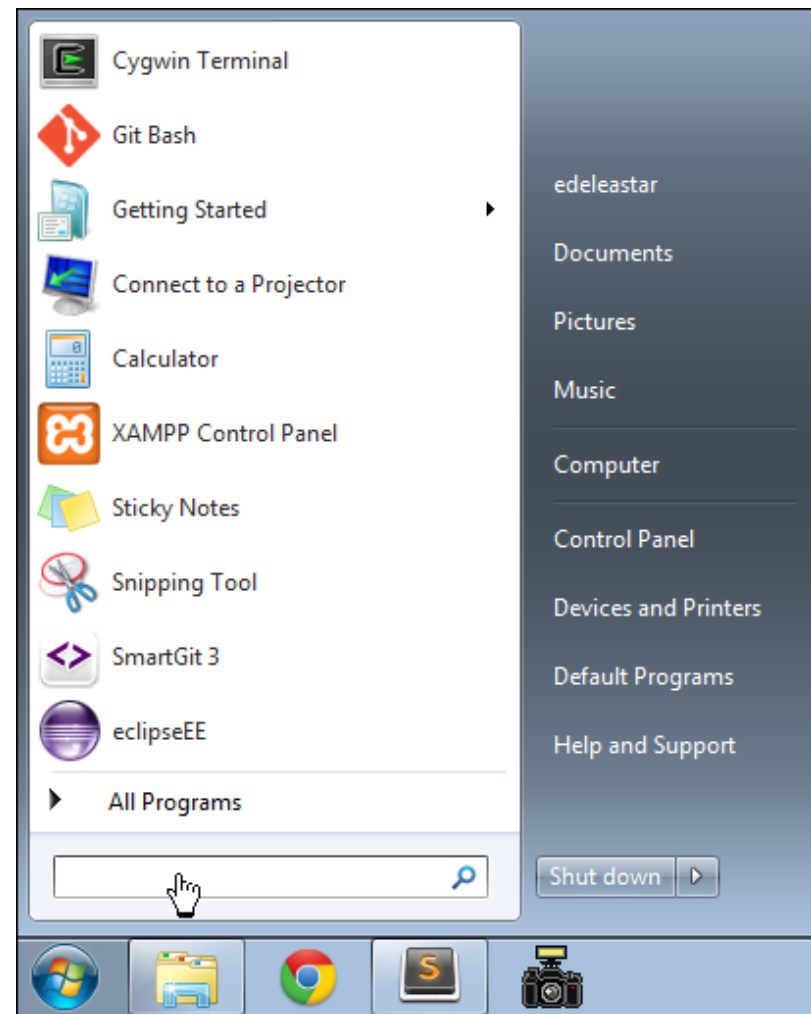 Cygwin Terminal
Git Bash
Getting Started
Connect to a Projector
Calculator
XAMPP Control Panel
Sticky Notes
Snipping Tool
SmartGit 3
eclipseEE
All Programs
edeleastar
Documents
Pictures
Music
Computer
Control Panel
Devices and Printers
Default Programs
Help and Support
Shut down